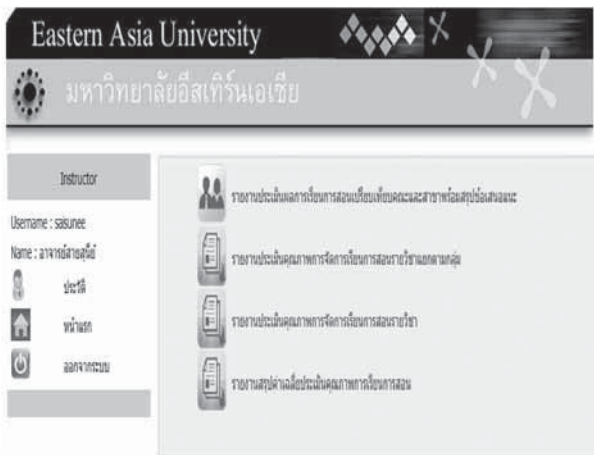 Eastern Asia University
มหาวิทยาลัยอีสเทิร์นเอเชีย
Instructor
Username : saisunee
Name : อาจารย์สายสุนีย์
ประวัติ
หน้าแรก
ออกจากระบบ
รายงานประเมินผลการเรียนการสอนเปรียบเทียบคณะและสาขาพร้อมสรุปข้อเสนอแนะ
รายงานประเมินคุณภาพการจัดการเรียนการสอนรายวิชาแยกตามกลุ่ม
รายงานประเมินคุณภาพการจัดการเรียนการสอนรายวิชา
รายงานสรุปค่าเฉลี่ยประเมินคุณภาพการเรียนการสอน